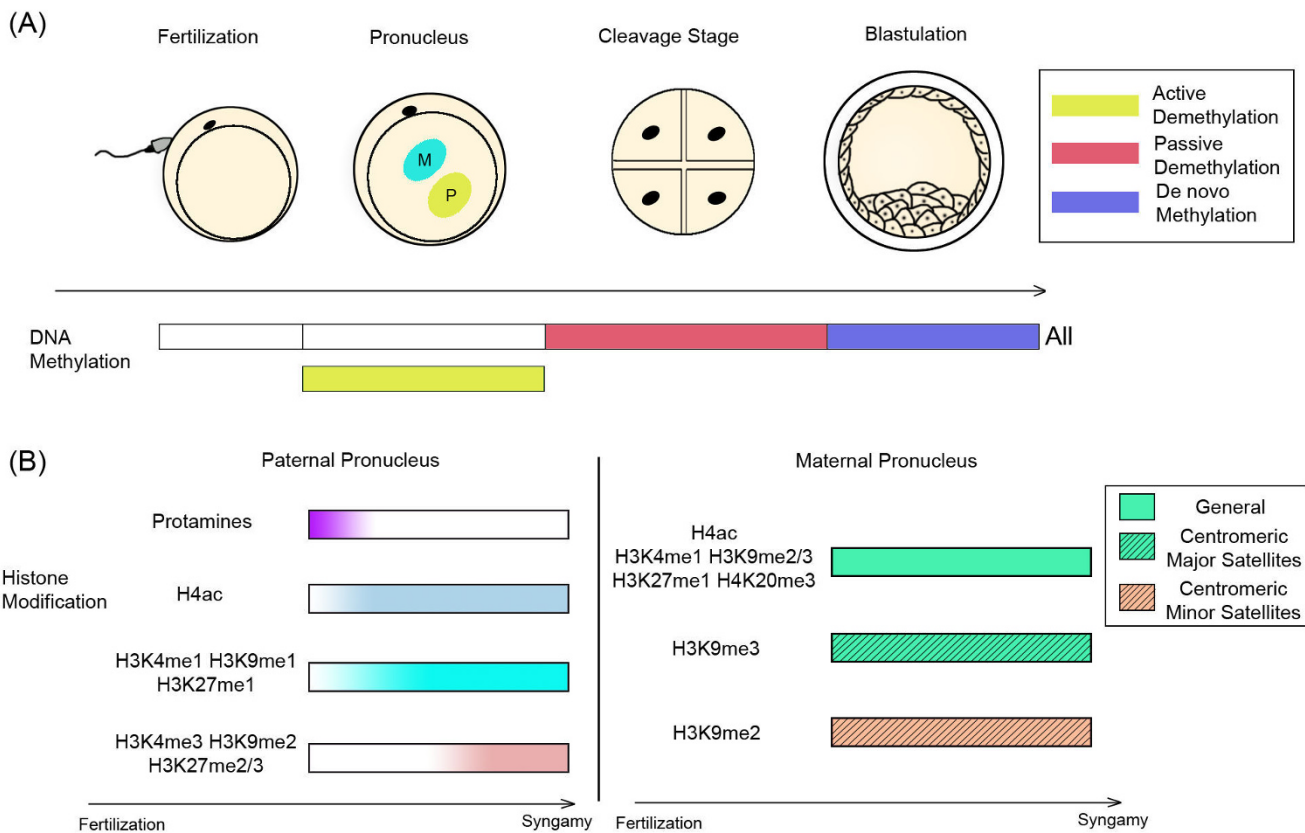 (A)
Fertilization
Pronucleus
Cleavage Stage
Blastulation
M
P
Active
Demethylation
Passive
Demethylation
De novo
Methylation
DNA
Methylation
All
(B)
Paternal Pronucleus
Maternal Pronucleus
Histone
Modification
Protamines
H4ac
H3K4me1 H3K9me1
H3K27me1
H3K4me3 H3K9me2
H3K27me2/3
Fertilization
Syngamy
H4ac
H3K4me1 H3K9me2/3
H3K27me1 H4K20me3
H3K9me3
H3K9me2
Fertilization
Syngamy
General
Centromeric
Major Satellites
Centromeric
Minor Satellites